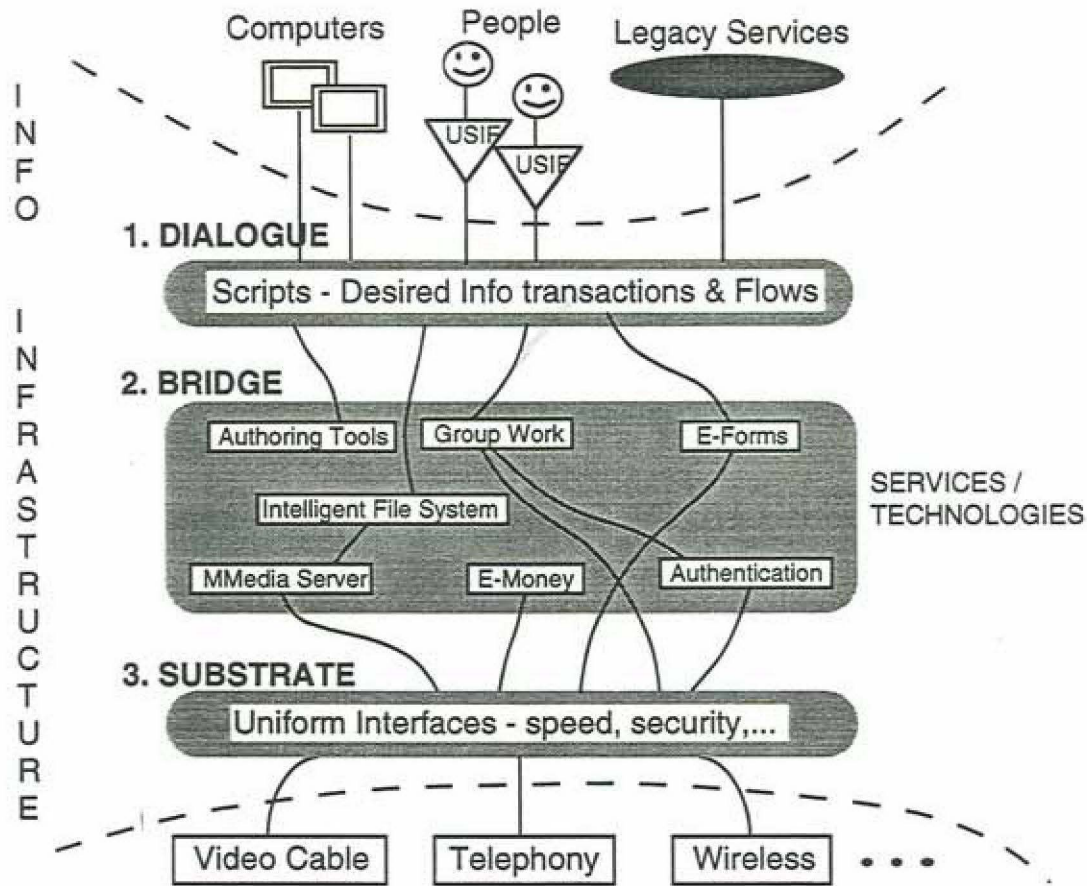 Computers
People
Legacy Services
USIF
USIF
INFO
1. DIALOGUE
Scripts - Desired Info transactions & Flows
INFRASTRUCTURE
2. BRIDGE
Authoring Tools
Group Work
E-Forms
Intelligent File System
SERVICES /
TECHNOLOGIES
MMedia Server
E-Money
Authentication
3. SUBSTRATE
Uniform Interfaces - speed, security,...
Video Cable
Telephony
Wireless
• • •